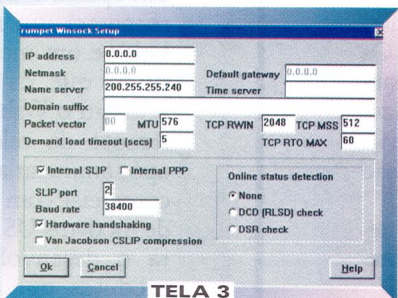 rumpet Winsock Setup
IP address 0.0.0.0
Netmask 0.0.0.0 Default gateway 0.0.0.0
Name server 200.255.255.240 Time server
Domain suffix
Packet vector 00 MTU 576 TCP RWIN 2048 TCP MSS 512
Demand load timeout (secs) 5 TCP RTO MAX 60
Internal SLIP Internal PPP
Online status detection
SLIP port 2
None
Baud rate 38400
DCD (RLSD) check
Hardware handshaking
DSR check
Van Jacobson CSLIP compression
Ok Cancel Help
TELA 3